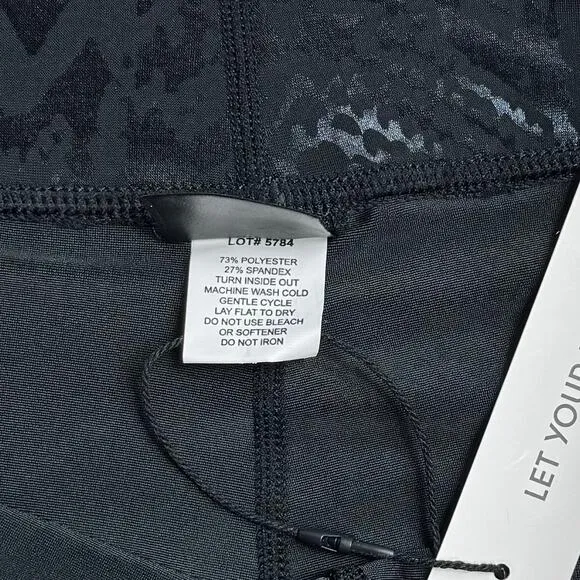 LOT# 5784
73% POLYESTER
27% SPANDEX
TURN INSIDE OUT
MACHINE WASH COLD
GENTLE CYCLE
LAY FLAT TO DRY
DO NOT USE BLEACH
OR SOFTENER
DO NOT IRON
LET YOUR